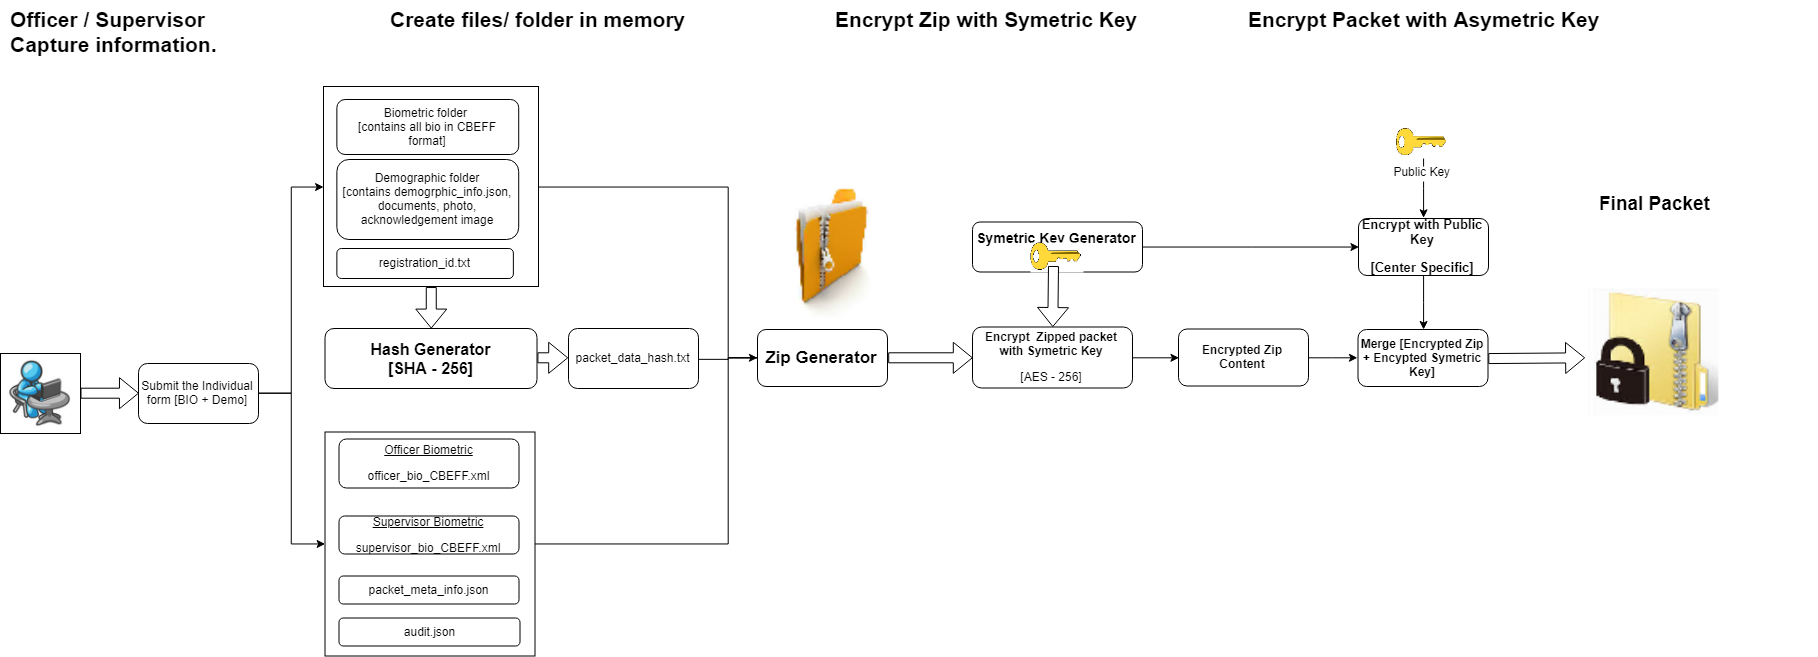 Officer / Supervisor
Capture information.
Create files/ folder in memory
Encrypt Zip with Symetric Key
Encrypt Packet with Asymetric Key
Biometric folder
[contains all bio in CBEFF
format]
Demographic folder
[contains demogrphic_info.json,
documents, photo,
acknowledgement image
registration_id.txt
Hash Generator
[SHA - 256]
packet_data_hash.txt
Submit the Individual
form [BIO + Demo]
Officer Biometric
officer_bio_CBEFF.xml
Supervisor Biometric
supervisor_bio_CBEFF.xml
packet_meta_info.json
audit.json
Zip Generator
Symetric Key Generator
Encrypt Zipped packet
with Symetric Key
[AES - 256]
Encrypted Zip
Content
Public Key
Encrypt with Public
Key
[Center Specific]
Merge [Encrypted Zip
+ Encypted Symetric
Key]
Final Packet